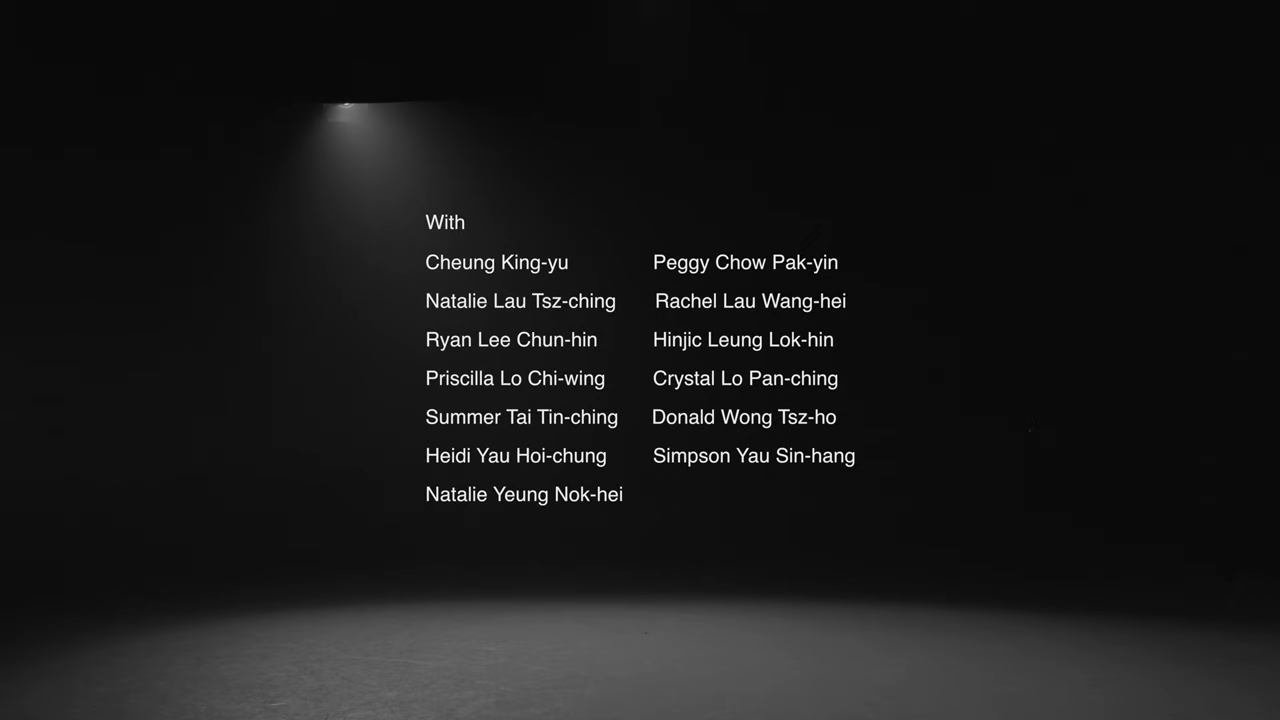 With
Cheung King-yu Peggy Chow Pak-yin
Natalie Lau Tsz-ching Rachel Lau Wang-hei
Ryan Lee Chun-hin Hinjic Leung Lok-hin
Priscilla Lo Chi-wing Crystal Lo Pan-ching
Summer Tai Tin-ching Donald Wong Tsz-ho
Heidi Yau Hoi-chung Simpson Yau Sin-hang
Natalie Yeung Nok-hei